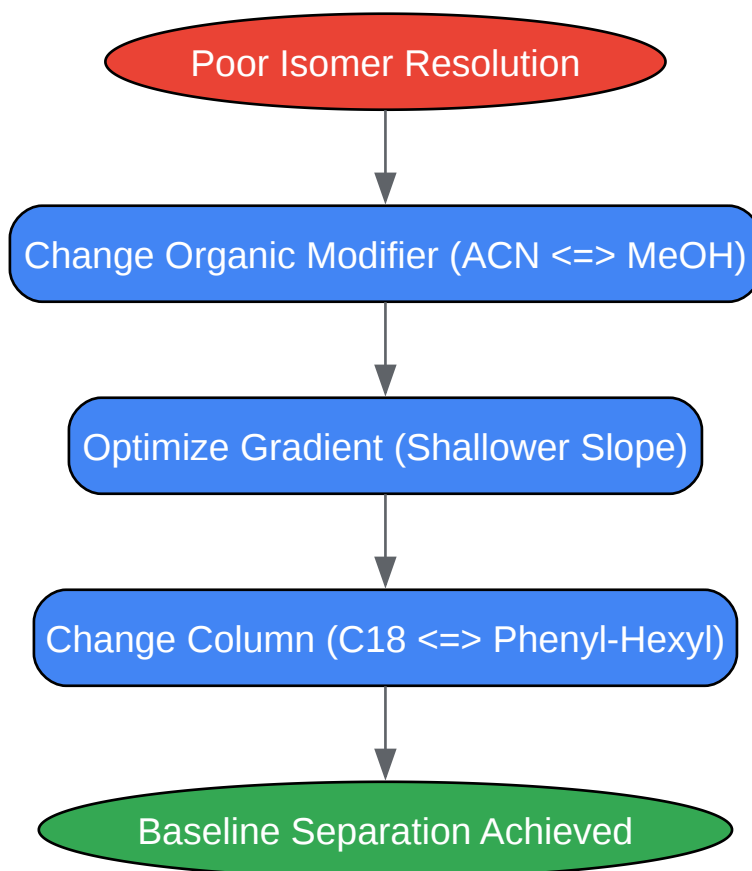 Poor Isomer Resolution
Change Organic Modifier (ACN <=> MeOH)
Optimize Gradient (Shallower Slope)
Change Column (C18 <=> Phenyl-Hexyl)
Baseline Separation Achieved